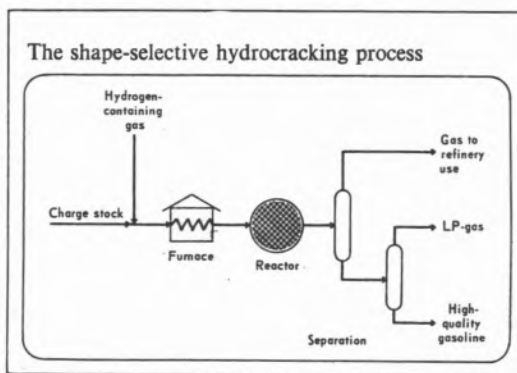 The shape-selective hydrocracking process
Hydrogen-
containing
gas
Charge stock
Furnace
Reactor
Gas to
refinery
use
LP-gas
High-
quality
gasoline
Separation